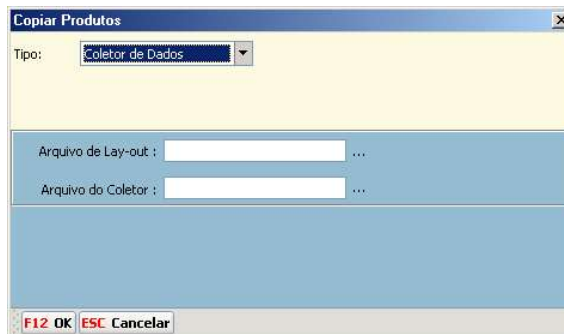 Copiar Produtos
Tipo: Coletor de Dados
Arquivo de Lay-out : ...
Arquivo do Coletor : ...
F12 OK ESC Cancelar